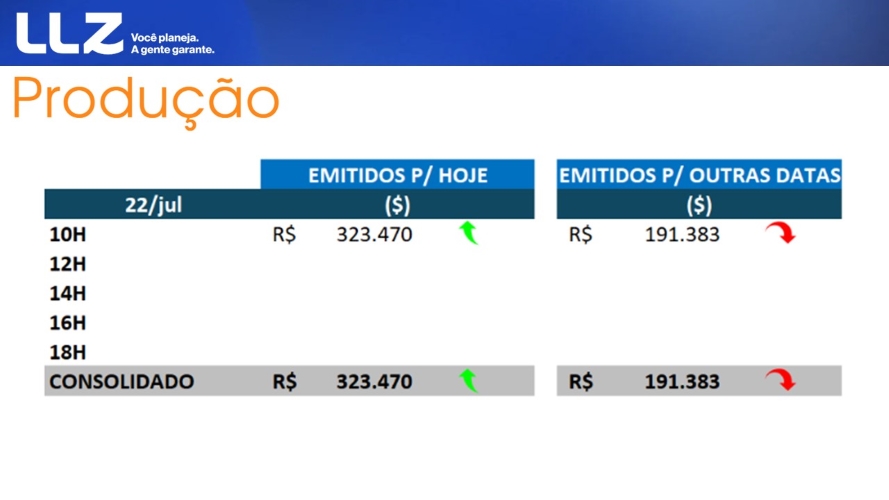 LLZ
Você planeja.
A gente garante.
Produção
EMITIDOS P/ HOJE EMITIDOS P/ OUTRAS DATAS
22/jul ($) ($)
10H R$ 323.470 R$ 191.383
12H
14H
16H
18H
CONSOLIDADO R$ 323.470 R$ 191.383